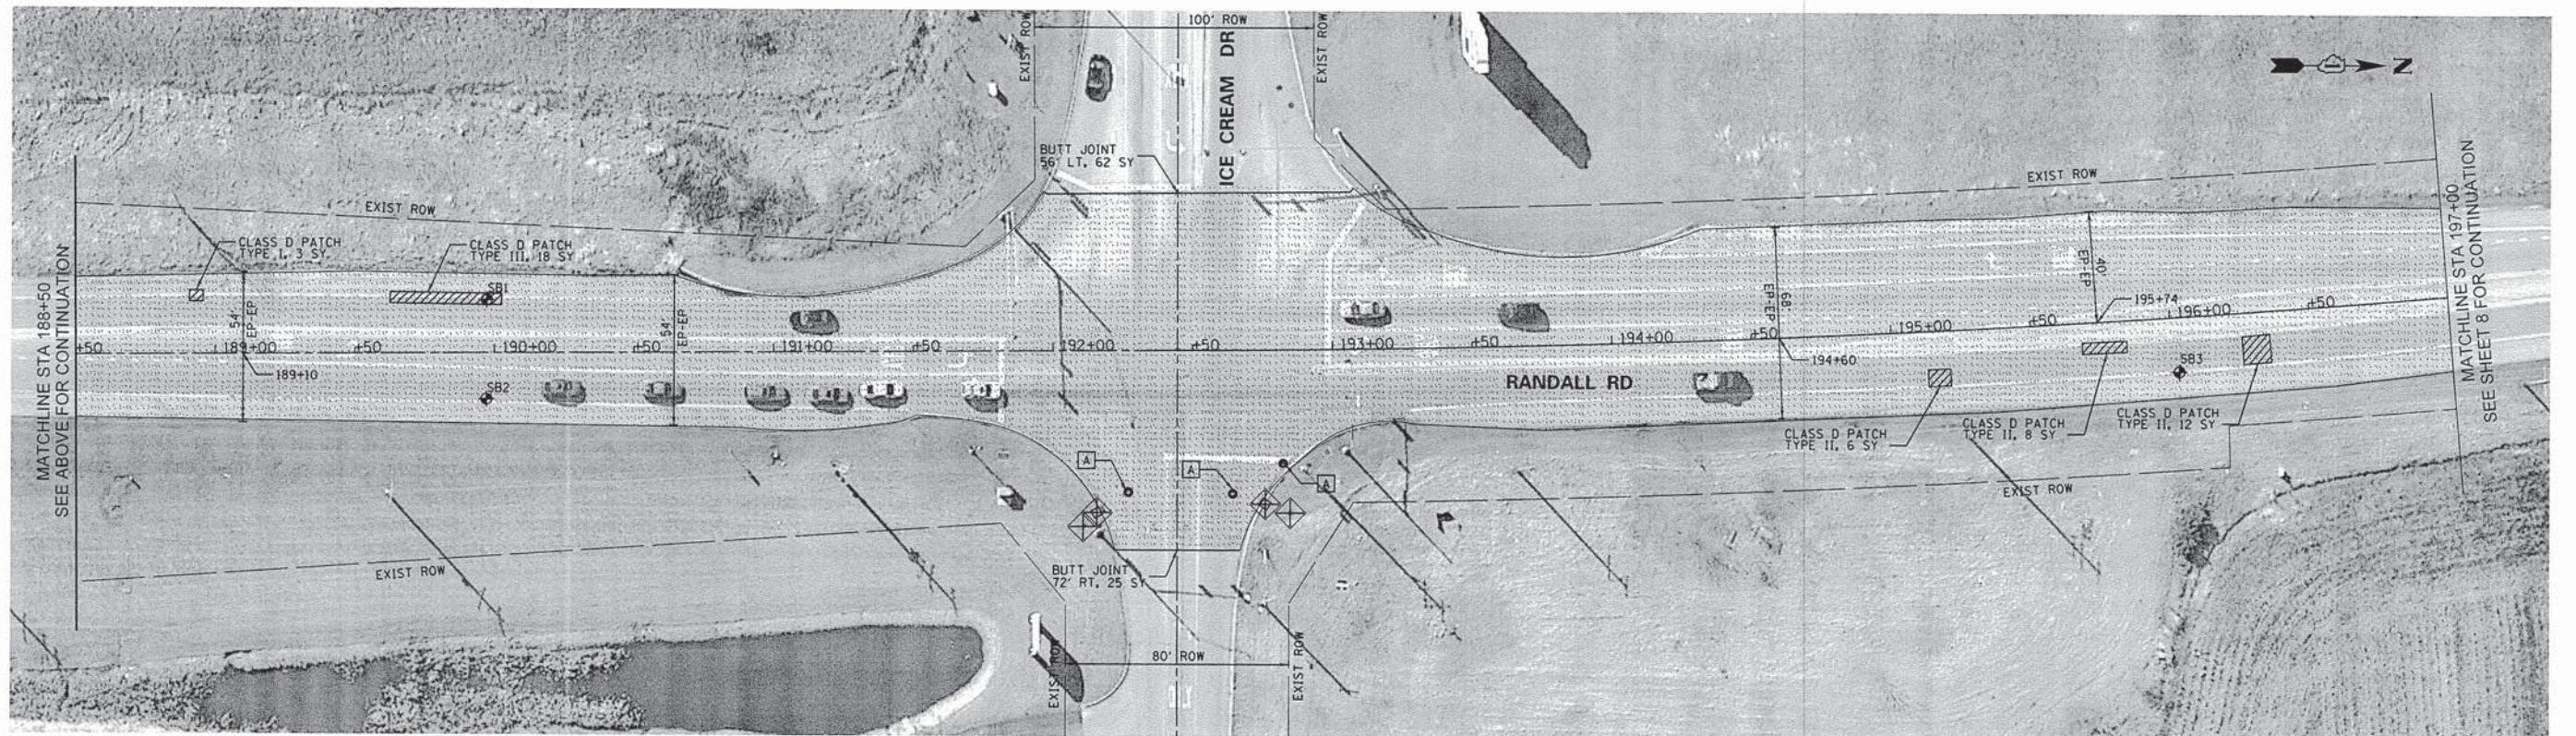 100' ROW
EXIST ROW
EXIST ROW
ICE CREAM DR
N
BUTT JOINT
56' LT, 62 SY
EXIST ROW
EXIST ROW
MATCHLINE STA 188+50
SEE ABOVE FOR CONTINUATION
CLASS D PATCH
TYPE I, 3 SY
CLASS D PATCH
TYPE III, 18 SY
SB1
54'
EP-EP
54'
EP-EP
68'
EP-EP
40'
EP-EP
195+74
MATCHLINE STA 197+00
SEE SHEET 8 FOR CONTINUATION
+50
189+00
+50
190+00
+50
191+00
+50
192+00
+50
193+00
+50
194+00
+50
195+00
+50
196+00
+50
189+10
194+60
SB2
SB3
RANDALL RD
CLASS D PATCH
TYPE II, 6 SY
CLASS D PATCH
TYPE II, 8 SY
CLASS D PATCH
TYPE II, 12 SY
A
A
A
EXIST ROW
EXIST ROW
BUTT JOINT
72' RT, 25 SY
80' ROW
EXIST ROW
EXIST ROW